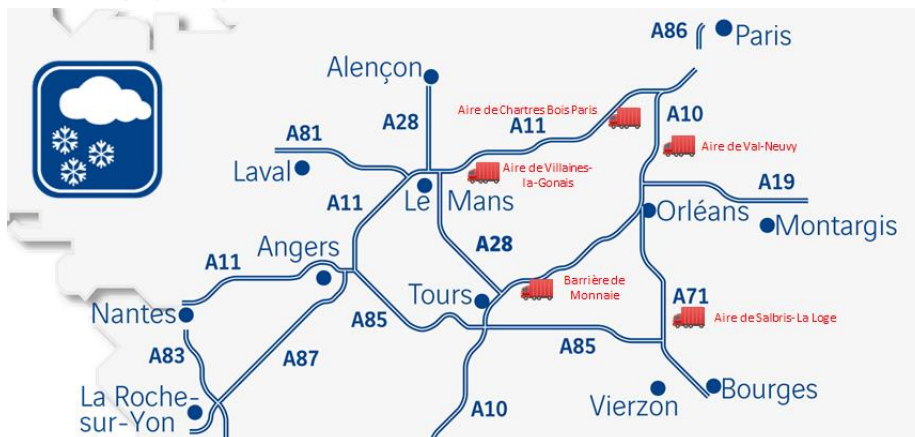 A86
Paris
Alençon
Aire de Chartres Bois Paris
A28
A11
A10
A81
Aire de Val-Neuvy
Laval
Aire de Villaines-
la-Gonais
A19
A11
Le Mans
Orléans
Montargis
Angers
A28
A11
Barrière de
Monnaie
Tours
A71
Nantes
A85
Aire de Salbris-La Loge
A83
A87
A85
La Roche-
sur-Yon
A10
Vierzon
Bourges